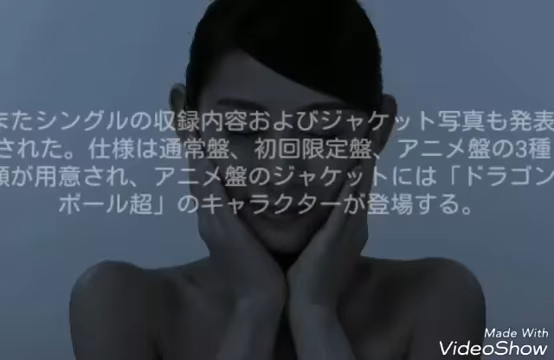 またシングルの収録内容およびジャケット写真も発表
された。仕様は通常盤、初回限定盤、アニメ盤の3種
類が用意され、アニメ盤のジャケットには「ドラゴン
ボール超」のキャラクターが登場する。
Made With
VideoShow